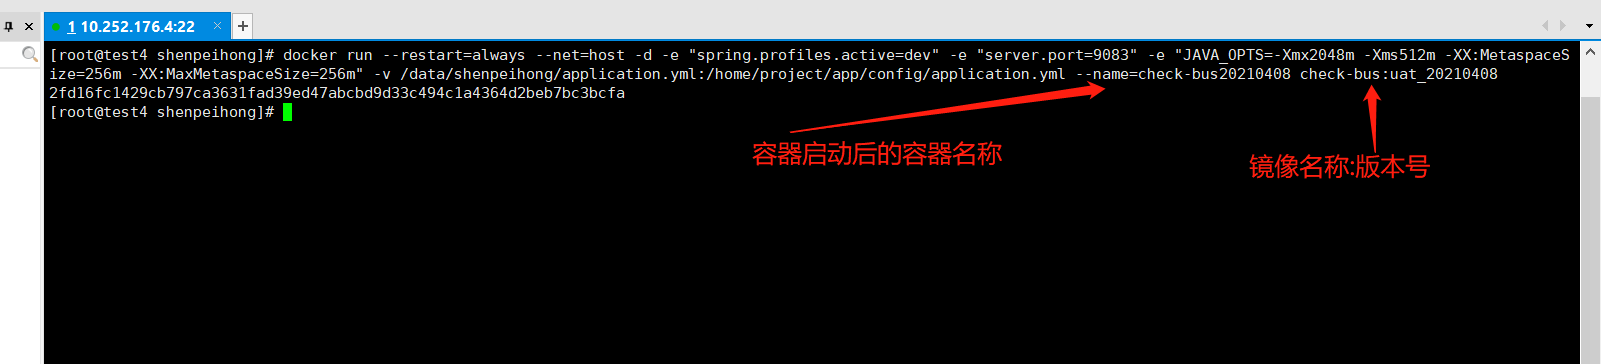 1 10.252.176.4:22
[root@test4 shenpeihong]# docker run --restart=always --net=host -d -e "spring.profiles.active=dev" -e "server.port=9083" -e "JAVA_OPTS=-Xmx2048m -Xms512m -XX:MetaspaceS
ize=256m -XX:MaxMetaspaceSize=256m" -v /data/shenpeihong/application.yml:/home/project/app/config/application.yml --name=check-bus20210408 check-bus:uat_20210408
2fd16fc1429cb797ca3631fad39ed47abcbd9d33c494c1a4364d2beb7bc3bcfa
[root@test4 shenpeihong]#
容器启动后的容器名称
镜像名称:版本号